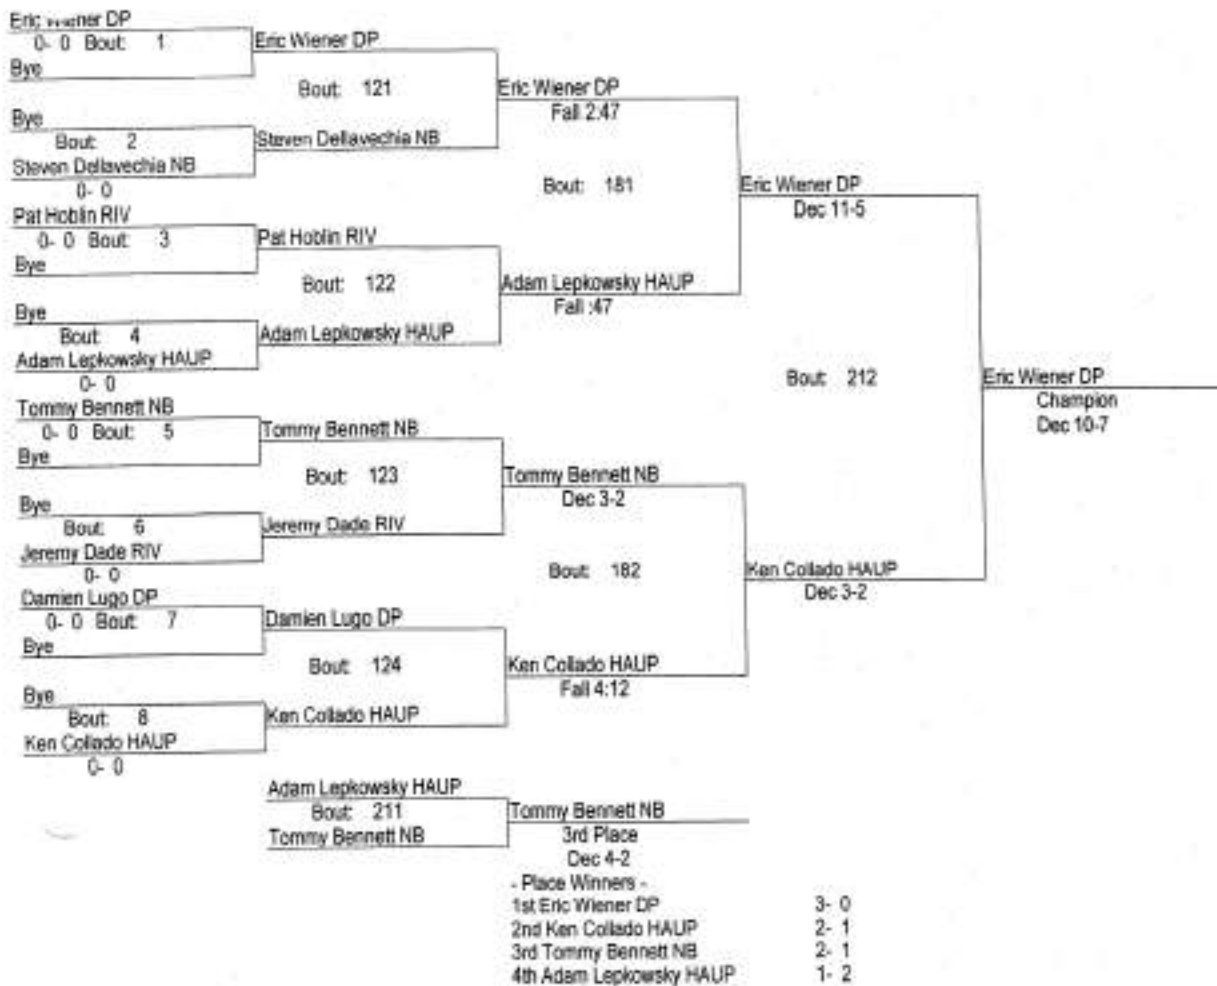 Eric Wiener DP
0- 0 Bout: 1
Bye
Eric Wiener DP
Bout: 121
Bye
Bout: 2
Steven Dellavechia NB
0- 0
Steven Dellavechia NB
Eric Wiener DP
Fall 2:47
Bout: 181
Pat Hoblin RIV
0- 0 Bout: 3
Bye
Pat Hoblin RIV
Bout: 122
Bye
Bout: 4
Adam Lepkowsky HAUP
0- 0
Adam Lepkowsky HAUP
Adam Lepkowsky HAUP
Fall :47
Eric Wiener DP
Dec 11-5
Bout: 212
Tommy Bennett NB
0- 0 Bout: 5
Bye
Tommy Bennett NB
Bout: 123
Bye
Bout: 6
Jeremy Dade RIV
0- 0
Jeremy Dade RIV
Tommy Bennett NB
Dec 3-2
Bout: 182
Damien Lugo DP
0- 0 Bout: 7
Bye
Damien Lugo DP
Bout: 124
Bye
Bout: 8
Ken Collado HAUP
0- 0
Ken Collado HAUP
Ken Collado HAUP
Fall 4:12
Ken Collado HAUP
Dec 3-2
Eric Wiener DP
Champion
Dec 10-7
Adam Lepkowsky HAUP
Bout: 211
Tommy Bennett NB
Tommy Bennett NB
3rd Place
Dec 4-2
- Place Winners -
1st Eric Wiener DP 3- 0
2nd Ken Collado HAUP 2- 1
3rd Tommy Bennett NB 2- 1
4th Adam Lepkowsky HAUP 1- 2